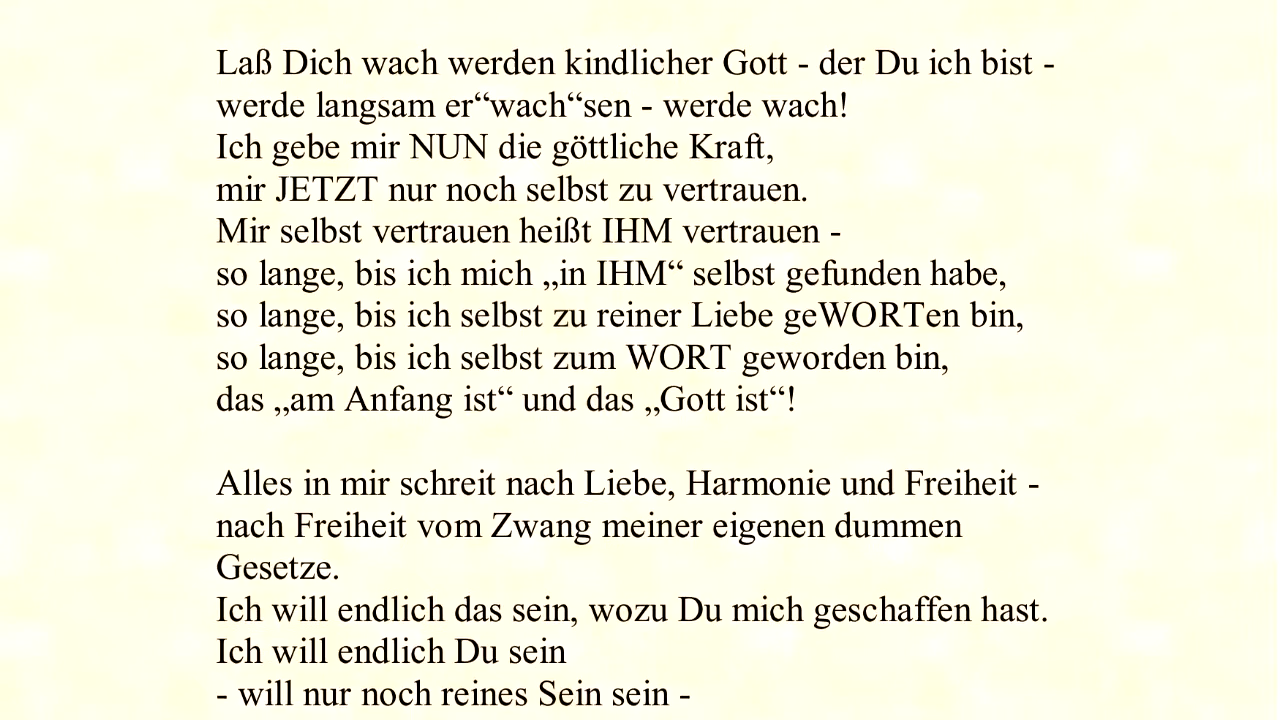 Laß Dich wach werden kindlicher Gott - der Du ich bist -
werde langsam er“wach“sen - werde wach!
Ich gebe mir NUN die göttliche Kraft,
mir JETZT nur noch selbst zu vertrauen.
Mir selbst vertrauen heißt IHM vertrauen -
so lange, bis ich mich „in IHM“ selbst gefunden habe,
so lange, bis ich selbst zu reiner Liebe geWORTen bin,
so lange, bis ich selbst zum WORT geworden bin,
das „am Anfang ist“ und das „Gott ist“!
Alles in mir schreit nach Liebe, Harmonie und Freiheit -
nach Freiheit vom Zwang meiner eigenen dummen
Gesetze.
Ich will endlich das sein, wozu Du mich geschaffen hast.
Ich will endlich Du sein
- will nur noch reines Sein sein -